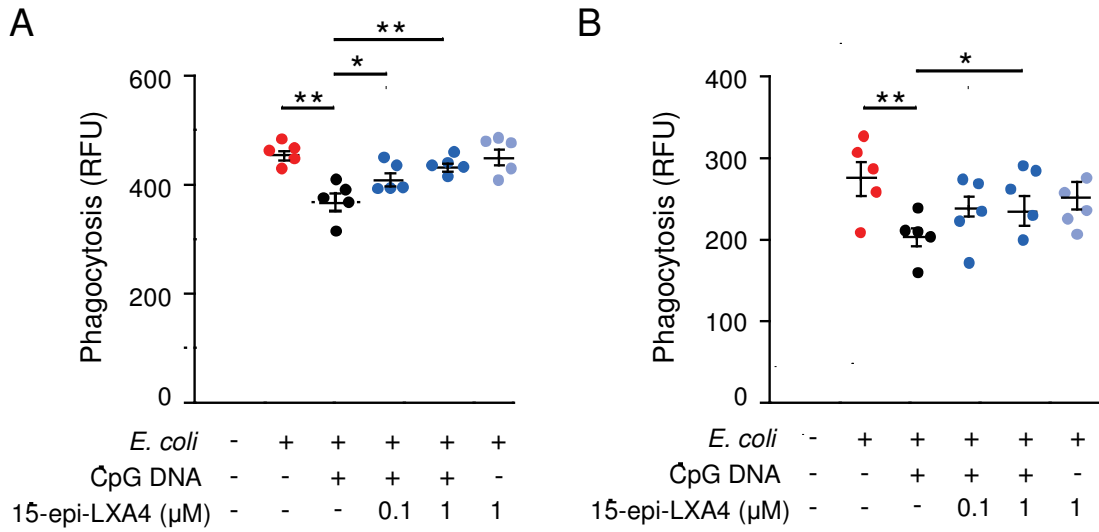 A
** 
*
**
600
400
200
0
Phagocytosis (RFU)
E. coli - + + + + +
CpG DNA - - + + + -
15-epi-LXA4 (µM) - - - 0.1 1 1
B
*
**
400
300
200
100
0
Phagocytosis (RFU)
E. coli - + + + + +
CpG DNA - - + + + -
15-epi-LXA4 (µM) - - - 0.1 1 1